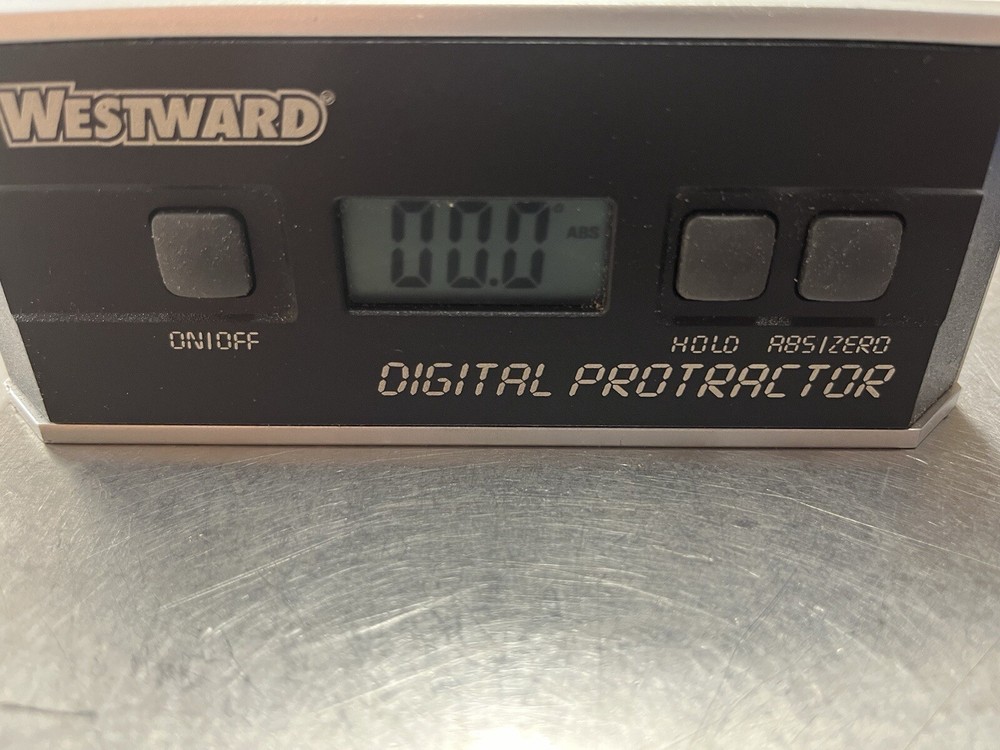 WESTWARD®
00.0° ABS
ON/OFF
HOLD ABS/ZERO
DIGITAL PROTRACTOR